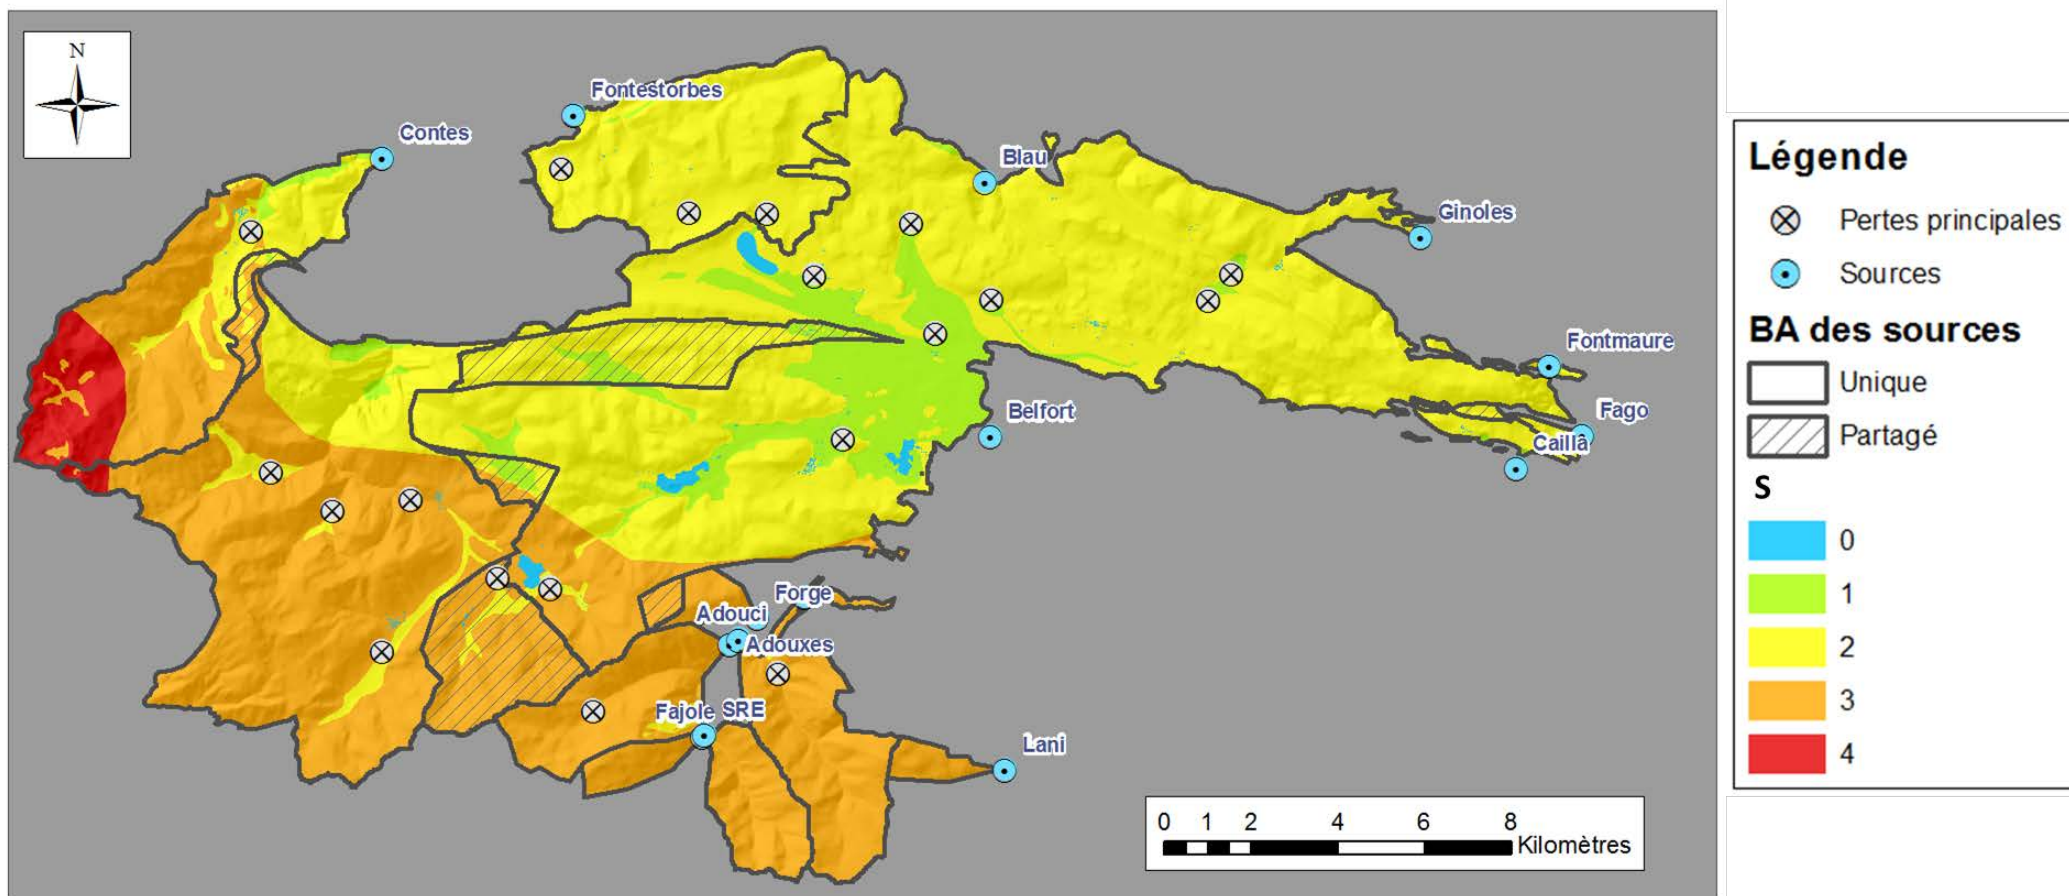 N
Fontestorbes
Contes
Blau
Ginoles
Fontmaure
Fago
Belfort
Caillâ
Forge
Adouci
Adouxes
Fajole
SRE
Lani
0 1 2 4 6 8
Kilomètres
Légende
Pertes principales
Sources
BA des sources
Unique
Partagé
S
0
1
2
3
4